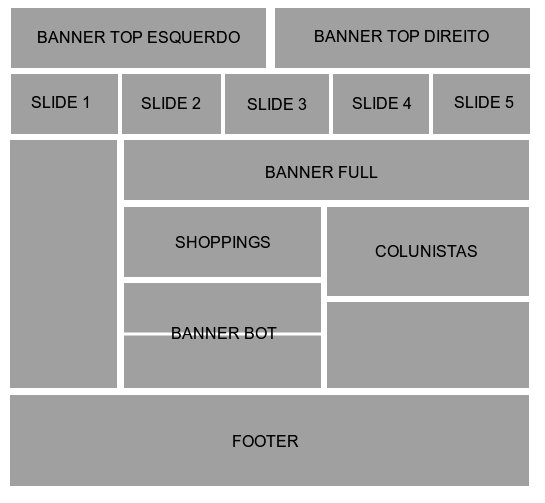 BANNER TOP ESQUERDO
BANNER TOP DIREITO
SLIDE 1
SLIDE 2
SLIDE 3
SLIDE 4
SLIDE 5
BANNER FULL
SHOPPINGS
COLUNISTAS
BANNER BOT
FOOTER